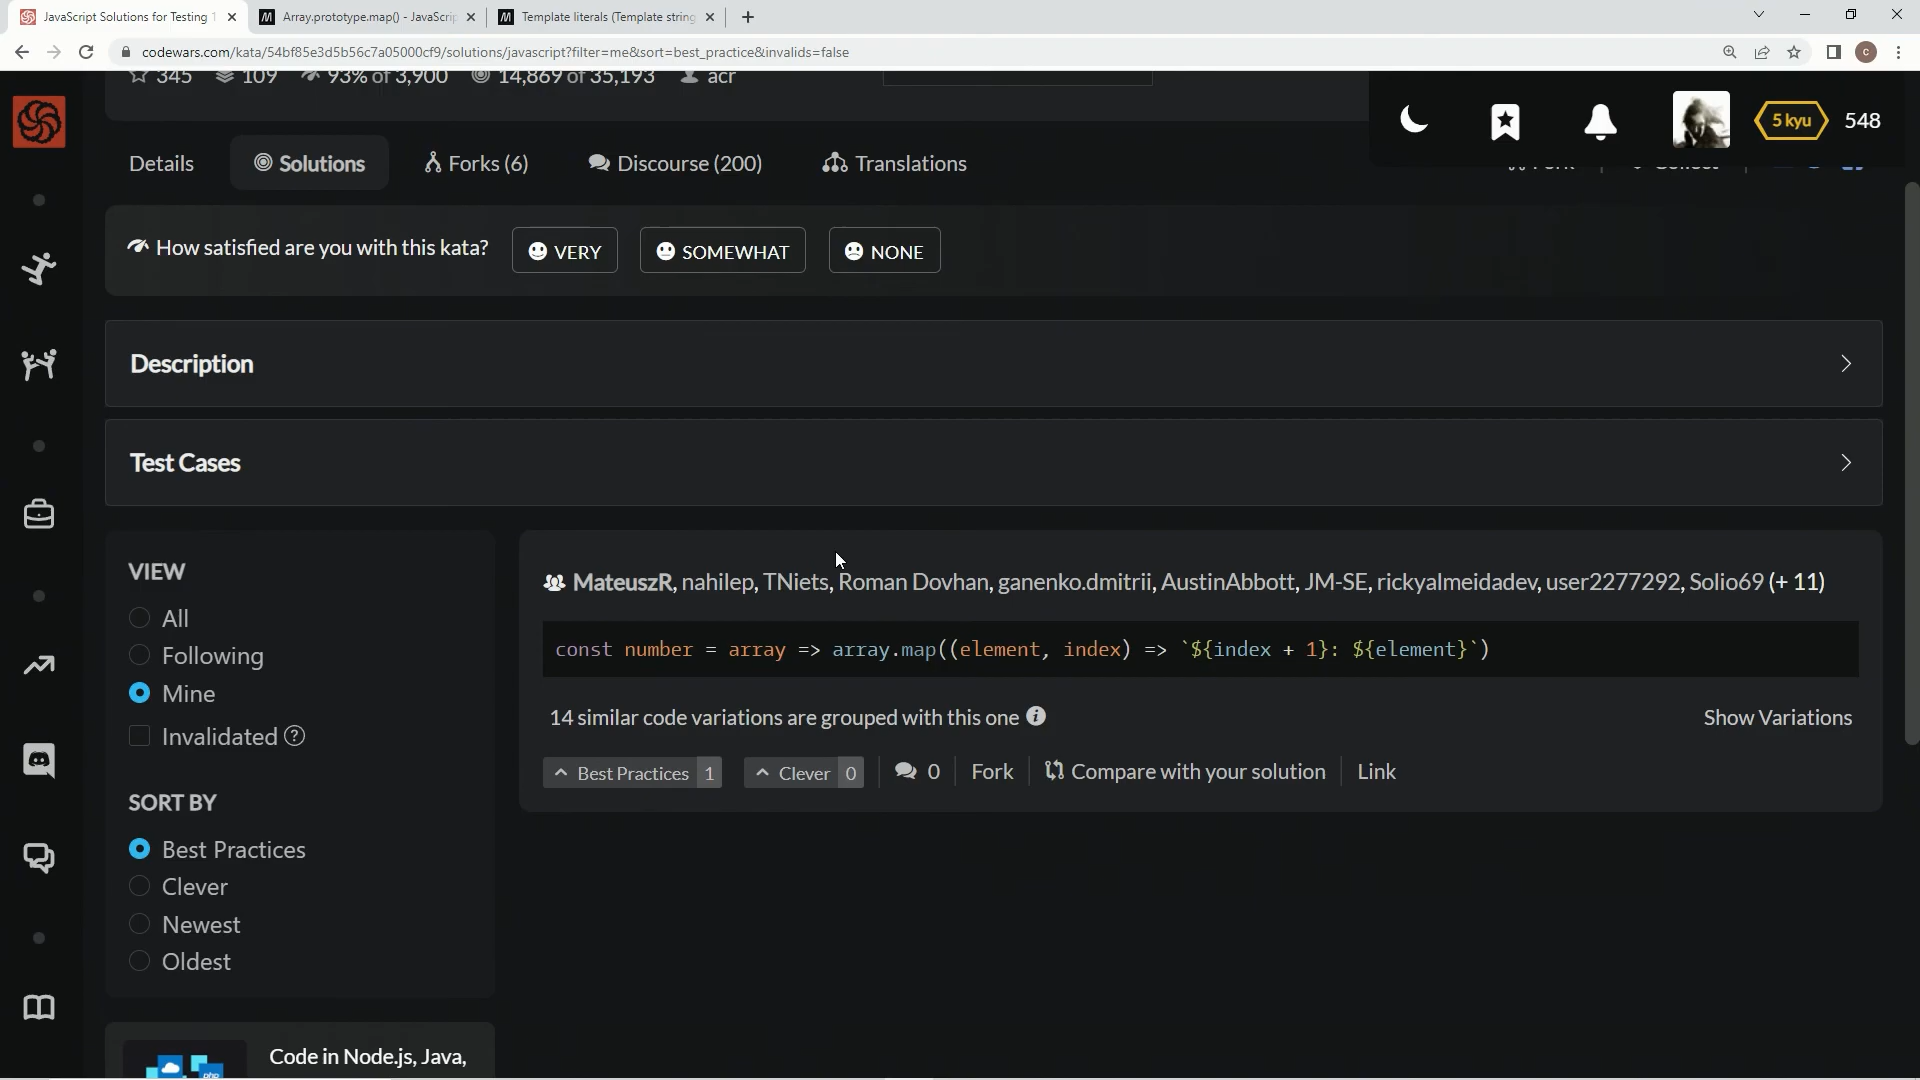 JavaScript Solutions for Testing 1
Array.prototype.map() - JavaScrip
Template literals (Template string
codewars.com/kata/54bf85e3d5b56c7a05000cf9/solutions/javascript?filter=me&sort=best_practice&invalids=false
C
345 109 93% of 3,900 14,869 of 35,193 acr
5 kyu 548
Details Solutions Forks (6) Discourse (200) Translations
How satisfied are you with this kata? VERY SOMEWHAT NONE
Description
Test Cases
VIEW
All
Following
Mine
Invalidated ?
SORT BY
Best Practices
Clever
Newest
Oldest
MateuszR, nahilep, TNiets, Roman Dovhan, ganenko.dmitrii, AustinAbbott, JM-SE, rickyalmeidadev, user2277292, Solio69 (+ 11)
const number = array => array.map((element, index) => `${index + 1}: ${element}`)
14 similar code variations are grouped with this one
Show Variations
Best Practices 1 Clever 0 0 Fork Compare with your solution Link
Code in Node.js, Java,
php